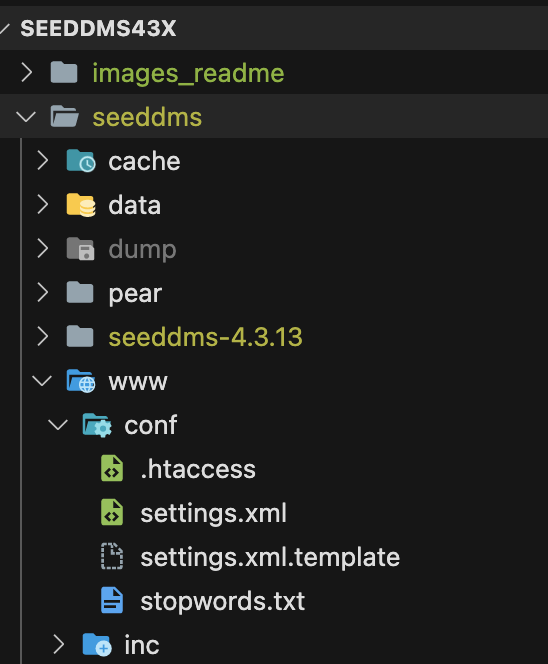 SEEDDMS43X
images_readme
seeddms
cache
data
dump
pear
seeddms-4.3.13
www
conf
.htaccess
settings.xml
settings.xml.template
stopwords.txt
inc